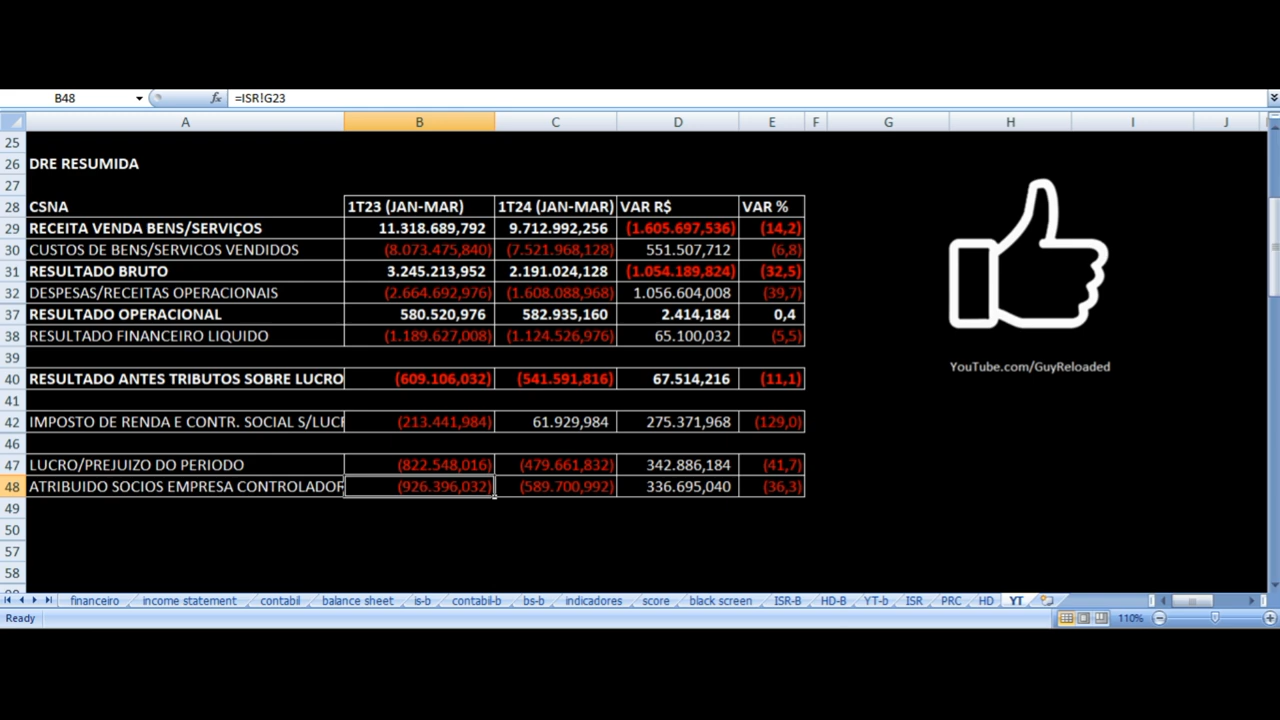 B48 fx =ISR!G23
A B C D E F G H I J
25
26 DRE RESUMIDA
27
28 CSNA 1T23 (JAN-MAR) 1T24 (JAN-MAR) VAR R$ VAR %
29 RECEITA VENDA BENS/SERVIÇOS 11.318.689,792 9.712.992,256 (1.605.697,536) (14,2)
30 CUSTOS DE BENS/SERVICOS VENDIDOS (8.073.475,840) (7.521.968,128) 551.507,712 (6,8)
31 RESULTADO BRUTO 3.245.213,952 2.191.024,128 (1.054.189,824) (32,5)
32 DESPESAS/RECEITAS OPERACIONAIS (2.664.692,976) (1.608.088,968) 1.056.604,008 (39,7)
37 RESULTADO OPERACIONAL 580.520,976 582.935,160 2.414,184 0,4
38 RESULTADO FINANCEIRO LIQUIDO (1.189.627,008) (1.124.526,976) 65.100,032 (5,5)
39
40 RESULTADO ANTES TRIBUTOS SOBRE LUCRO (609.106,032) (541.591,816) 67.514,216 (11,1)
41
42 IMPOSTO DE RENDA E CONTR. SOCIAL S/LUCR (213.441,984) 61.929,984 275.371,968 (129,0)
46
47 LUCRO/PREJUIZO DO PERIODO (822.548,016) (479.661,832) 342.886,184 (41,7)
48 ATRIBUIDO SOCIOS EMPRESA CONTROLADOR (926.396,032) (589.700,992) 336.695,040 (36,3)
49
50
57
58
YouTube.com/GuyReloaded
financeiro income statement contabil balance sheet is-b contabil-b bs-b indicadores score black screen ISR-B HD-B YT-b ISR PRC HD YT
Ready 110%